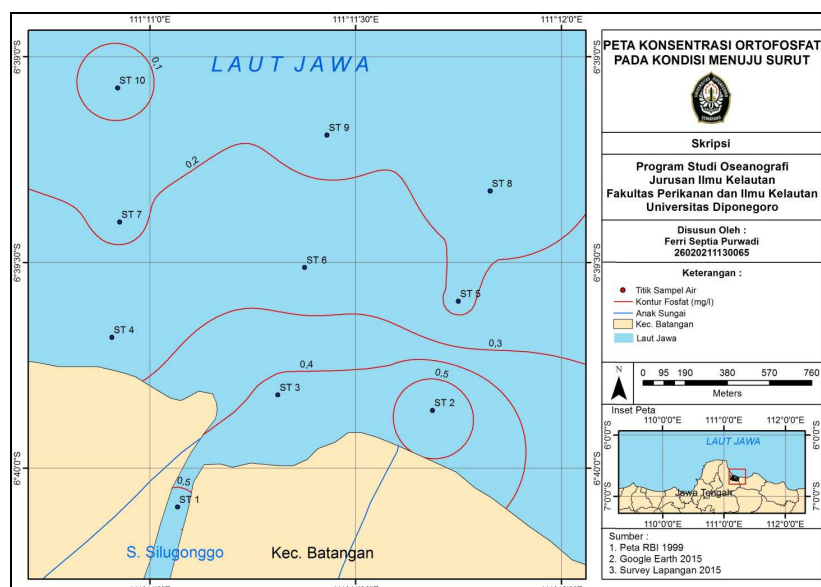 111°11'0"E 111°11'30"E 111°12'0"E
6°39'0"S 6°39'0"S
LAUT JAWA
0,1
ST 10
ST 9
0,2
ST 8
ST 7
6°39'30"S 6°39'30"S
ST 6
ST 5
ST 4
0,3
0,4
0,5
ST 3
ST 2
6°40'0"S 6°40'0"S
0,5
ST 1
S. Silugonggo
Kec. Batangan
PETA KONSENTRASI ORTOFOSFAT
PADA KONDISI MENUJU SURUT
UNIVERSITAS DIPONEGORO
SEMARANG
Skripsi
Program Studi Oseanografi
Jurusan Ilmu Kelautan
Fakultas Perikanan dan Ilmu Kelautan
Universitas Diponegoro
Disusun Oleh :
Ferri Septia Purwadi
26020211130065
Keterangan :
Titik Sampel Air
Kontur Fosfat (mg/l)
Anak Sungai
Kec. Batangan
Laut Jawa
N
0 95 190 380 570 760
Meters
Inset Peta
110°0'0"E 111°0'0"E 112°0'0"E
6°0'0"S 6°0'0"S
LAUT JAWA
Jawa Tengah
7°0'0"S 7°0'0"S
110°0'0"E 111°0'0"E 112°0'0"E
Sumber :
1. Peta RBI 1999
2. Google Earth 2015
3. Survey Lapangan 2015